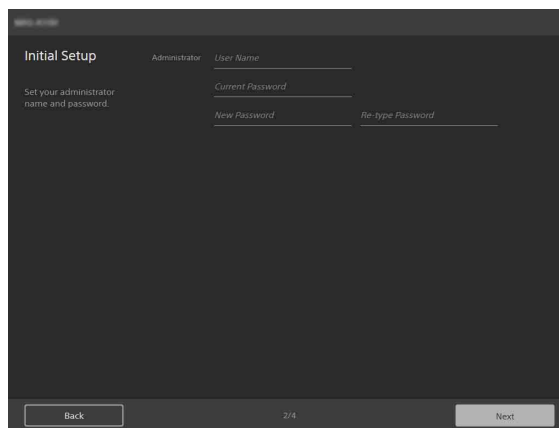 Initial Setup
Administrator
User Name
Set your administrator
name and password.
Current Password
New Password
Re-type Password
Back
2/4
Next